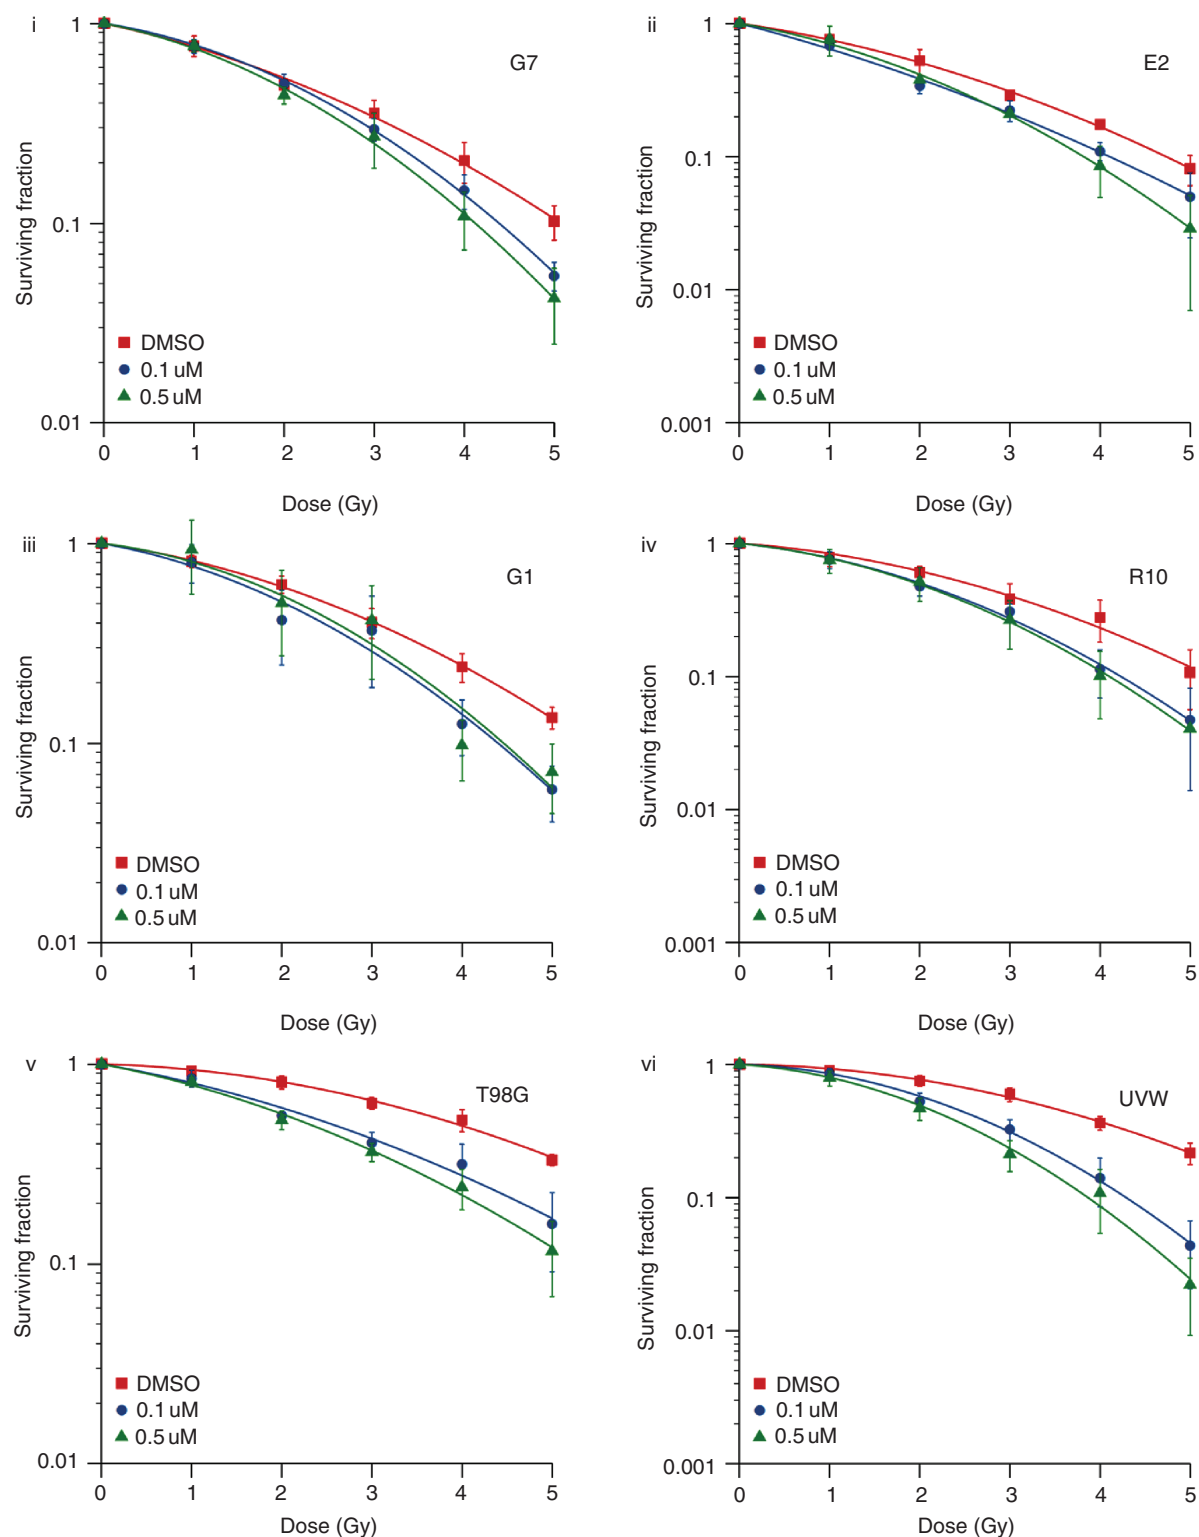 i
G7
1
0.1
0.01
Surviving fraction
DMSO
0.1 uM
0.5 uM
0 1 2 3 4 5
Dose (Gy)
ii
E2
1
0.1
0.01
0.001
Surviving fraction
DMSO
0.1 uM
0.5 uM
0 1 2 3 4 5
Dose (Gy)
iii
G1
1
0.1
0.01
Surviving fraction
DMSO
0.1 uM
0.5 uM
0 1 2 3 4 5
Dose (Gy)
iv
R10
1
0.1
0.01
0.001
Surviving fraction
DMSO
0.1 uM
0.5 uM
0 1 2 3 4 5
Dose (Gy)
v
T98G
1
0.1
0.01
Surviving fraction
DMSO
0.1 uM
0.5 uM
0 1 2 3 4 5
Dose (Gy)
vi
UVW
1
0.1
0.01
0.001
Surviving fraction
DMSO
0.1 uM
0.5 uM
0 1 2 3 4 5
Dose (Gy)